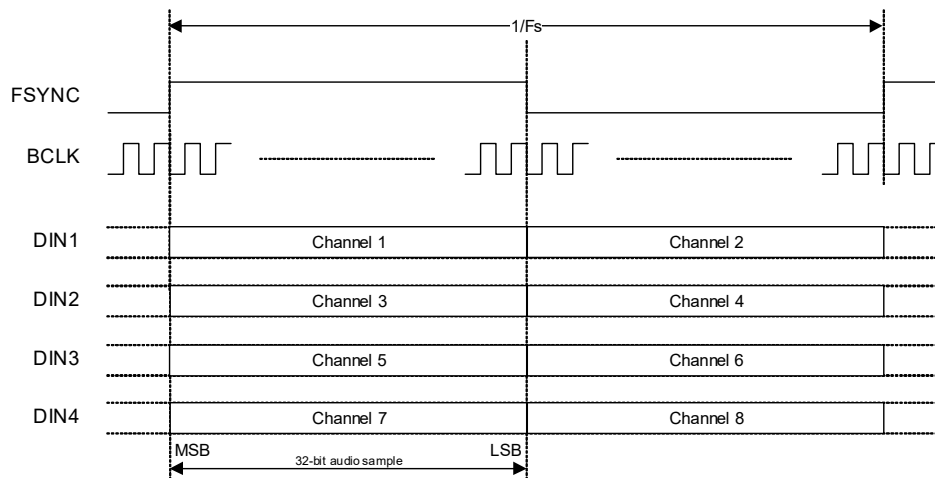 1/Fs
FSYNC
BCLK
DIN1 Channel 1 Channel 2
DIN2 Channel 3 Channel 4
DIN3 Channel 5 Channel 6
DIN4 Channel 7 Channel 8
MSB LSB
32-bit audio sample